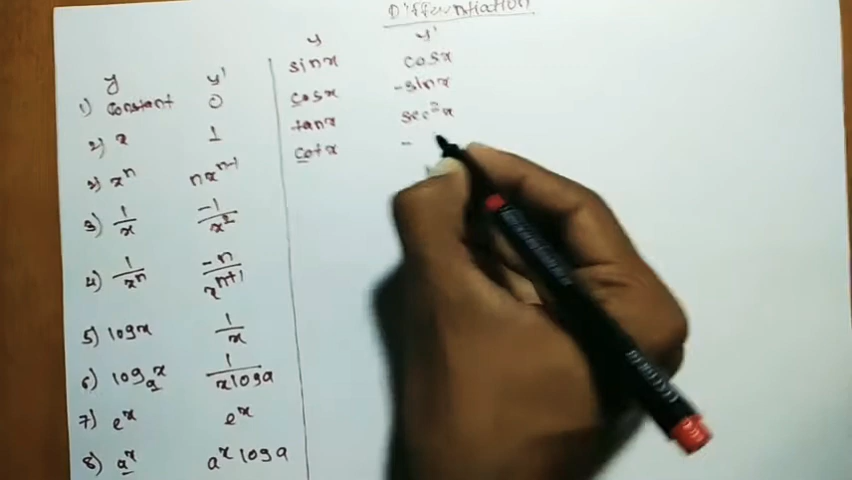 Differentiation
y y'
1) constant 0
2) x 1
3) xⁿ nxⁿ⁻¹
3) 1/x -1/x²
4) 1/xⁿ -n/xⁿ⁺¹
5) logx 1/x
6) logₐx 1/xloga
7) eˣ eˣ
8) aˣ aˣ loga
y y'
sinx cosx
cosx -sinx
tanx sec²x
cotx -